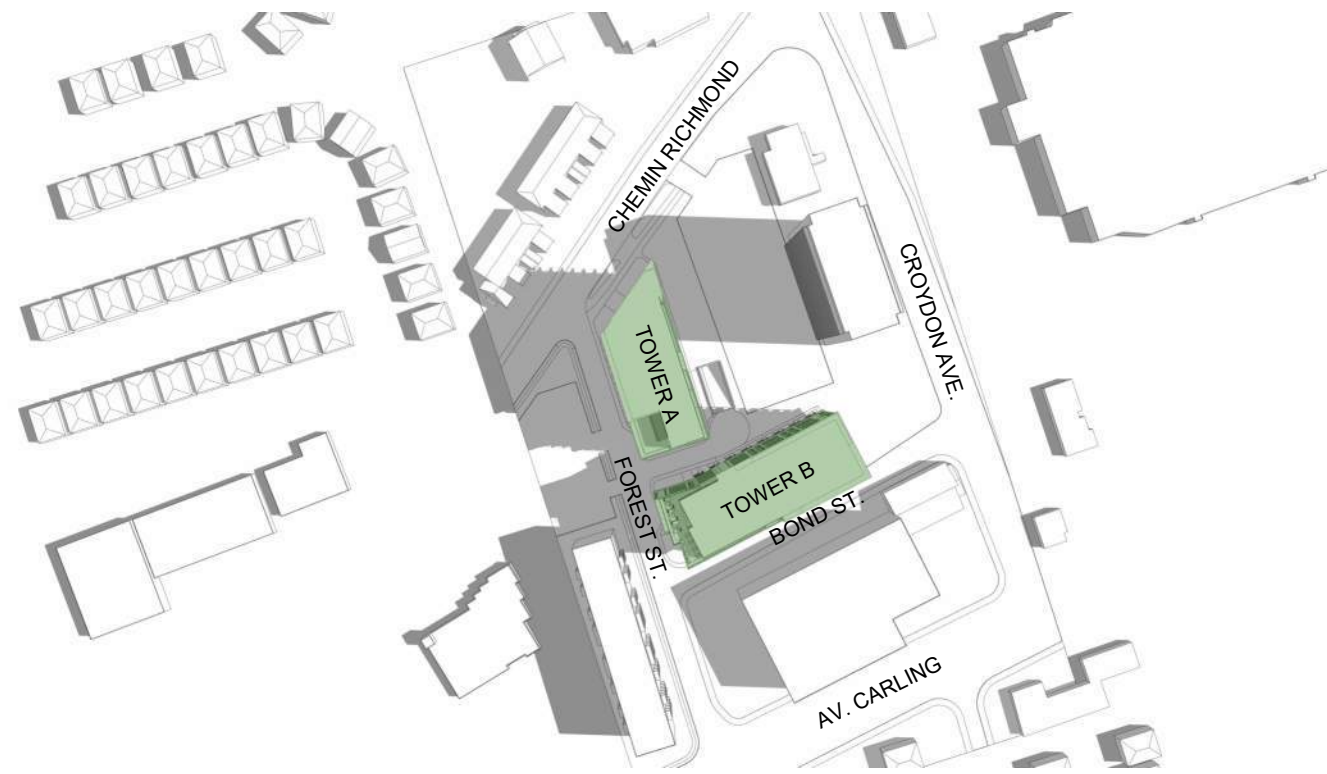 CHEMIN RICHMOND
CROYDON AVE.
TOWER A
TOWER B
FOREST ST.
BOND ST.
AV. CARLING